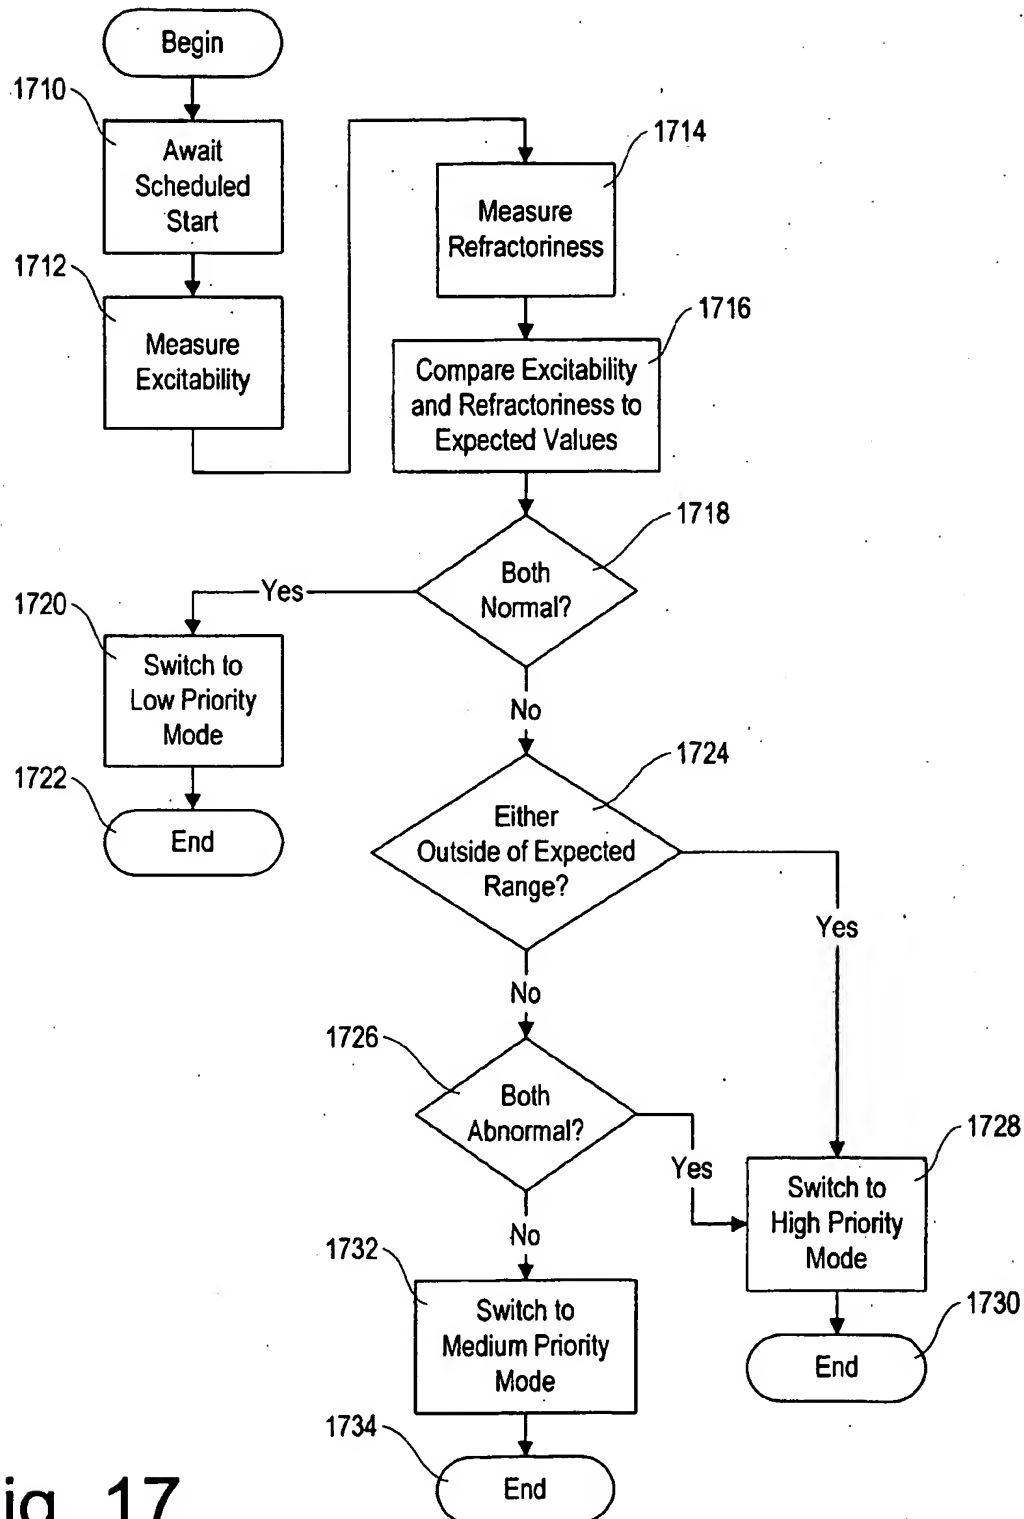 Begin
1710
Await
Scheduled
Start
1712
Measure
Excitability
1714
Measure
Refractoriness
1716
Compare Excitability
and Refractoriness to
Expected Values
1718
Both
Normal?
Yes
1720
Switch to
Low Priority
Mode
1722
End
No
1724
Either
Outside of Expected
Range?
Yes
No
1726
Both
Abnormal?
Yes
1728
Switch to
High Priority
Mode
1730
End
No
1732
Switch to
Medium Priority
Mode
1734
End
ig. 17